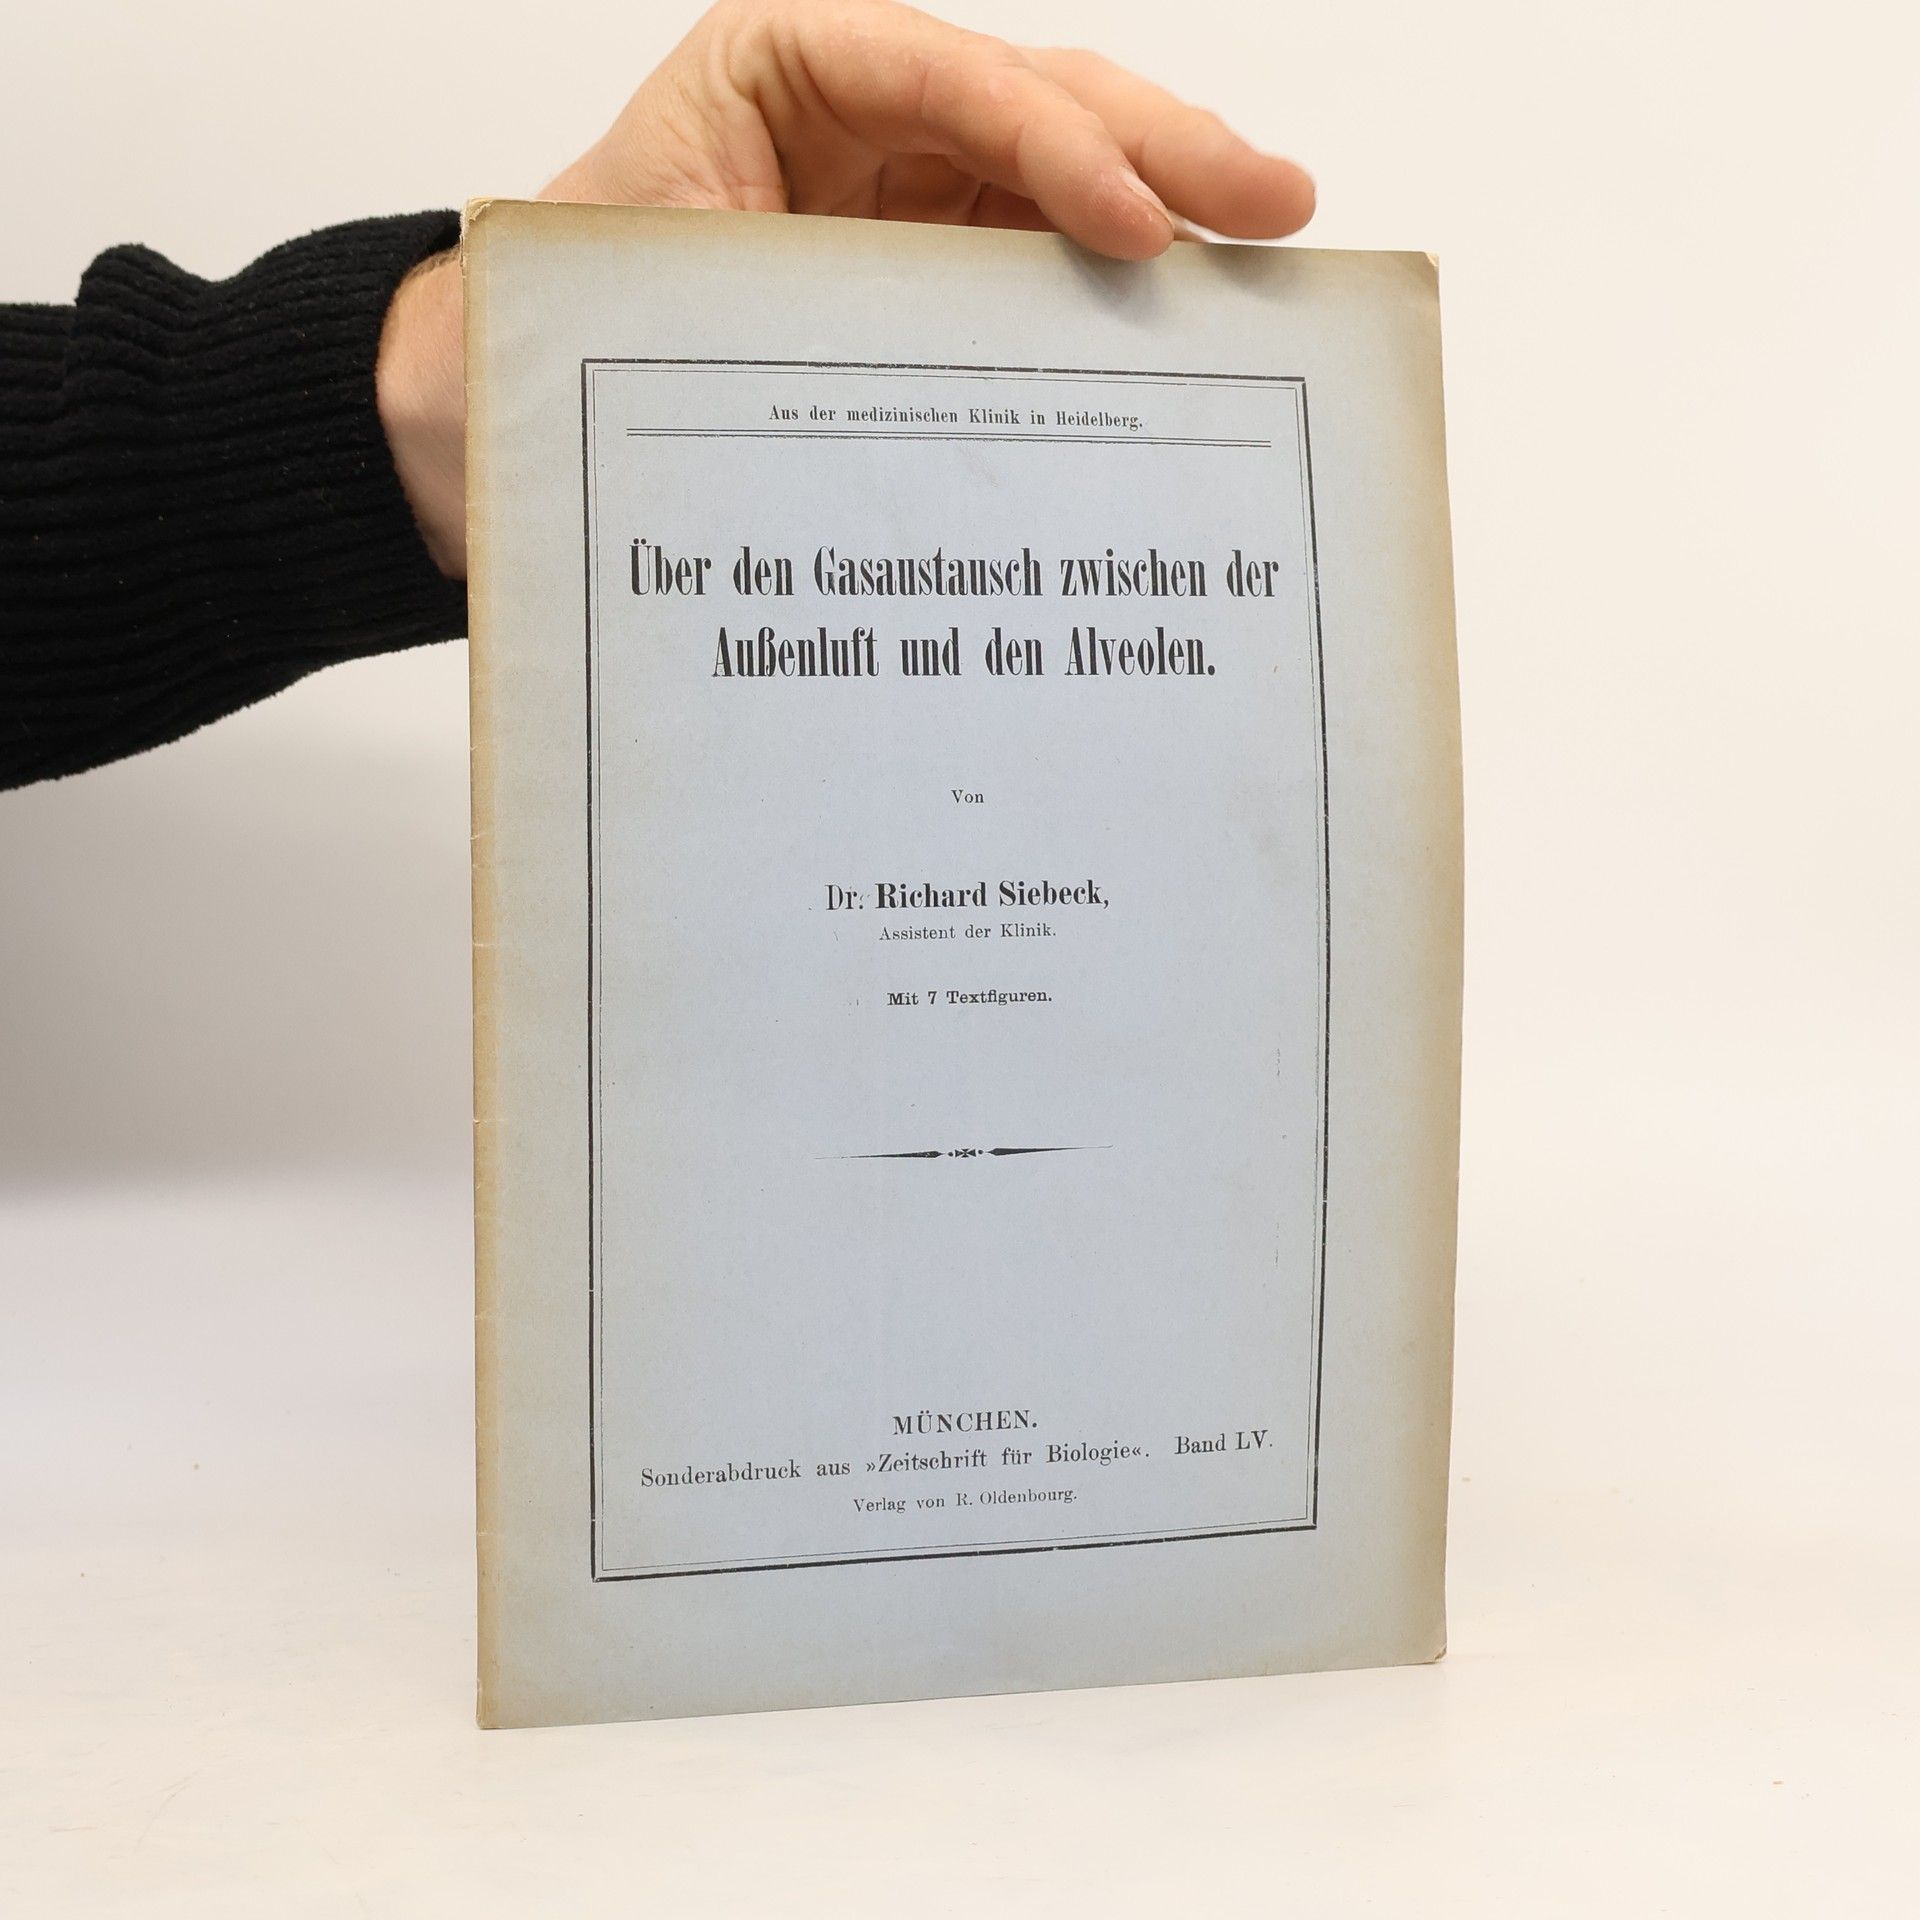 Aus der medizinischen Klinik in Heidelberg.
Über den Gasaustausch zwischen der
Außenluft und den Alveolen.
Von
Dr. Richard Siebeck,
Assistent der Klinik.
Mit 7 Textfiguren.
MÜNCHEN.
Sonderabdruck aus »Zeitschrift für Biologie«. Band LV.
Verlag von R. Oldenbourg.